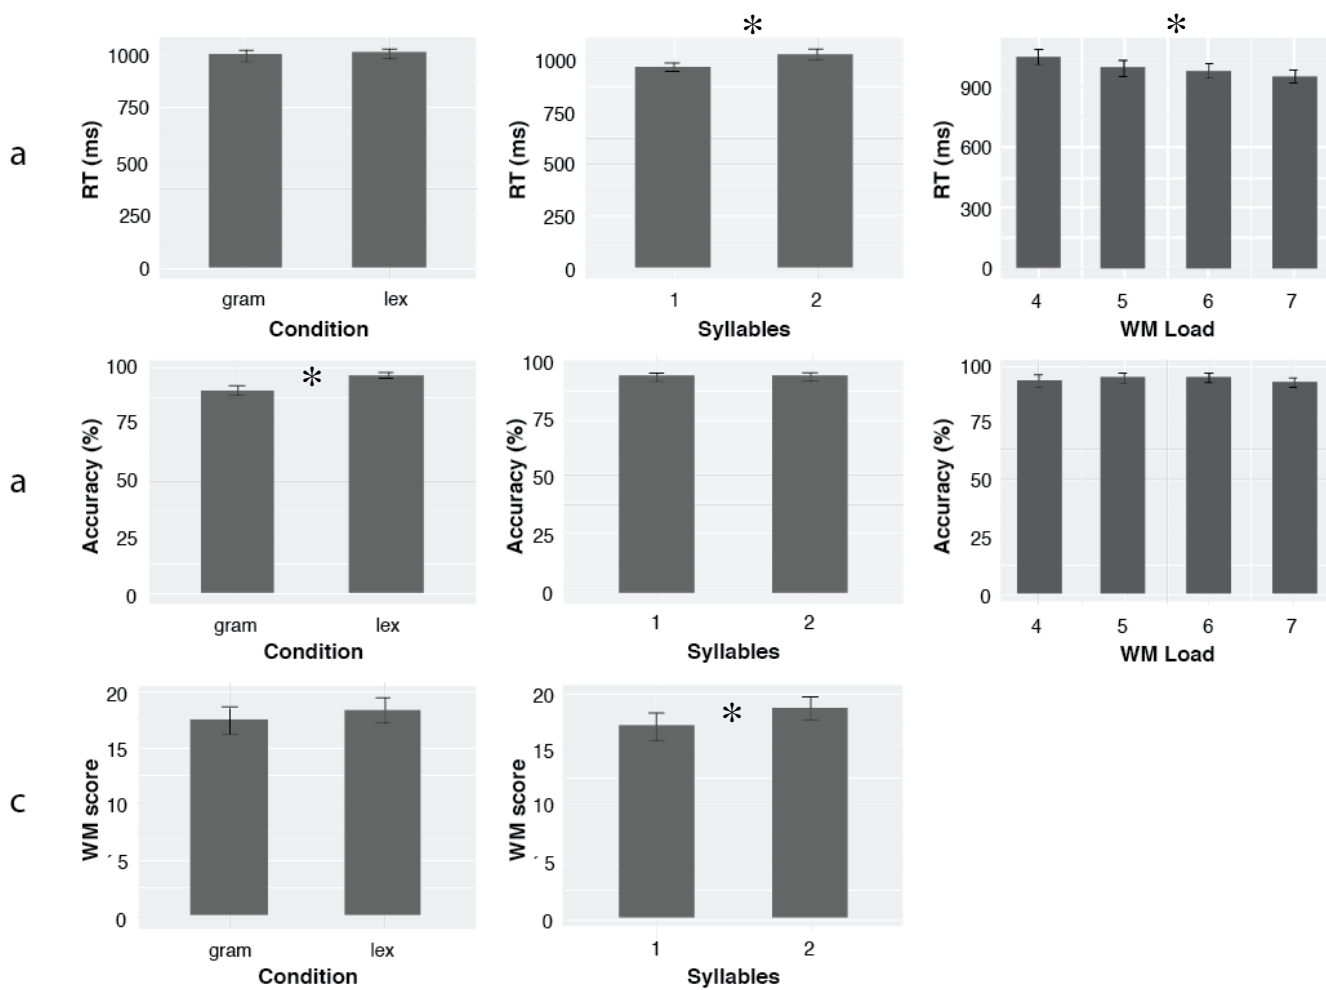 a
RT (ms)
1000
750
500
250
0
gram lex
Condition
*
RT (ms)
1000
750
500
250
0
1 2
Syllables
*
RT (ms)
900
600
300
0
4 5 6 7
WM Load
a
Accuracy (%)
100
75
50
25
0
*
gram lex
Condition
Accuracy (%)
100
75
50
25
0
1 2
Syllables
Accuracy (%)
100
75
50
25
0
4 5 6 7
WM Load
c
WM score
20
15
10
5
0
gram lex
Condition
WM score
20
15
10
5
0
*
1 2
Syllables